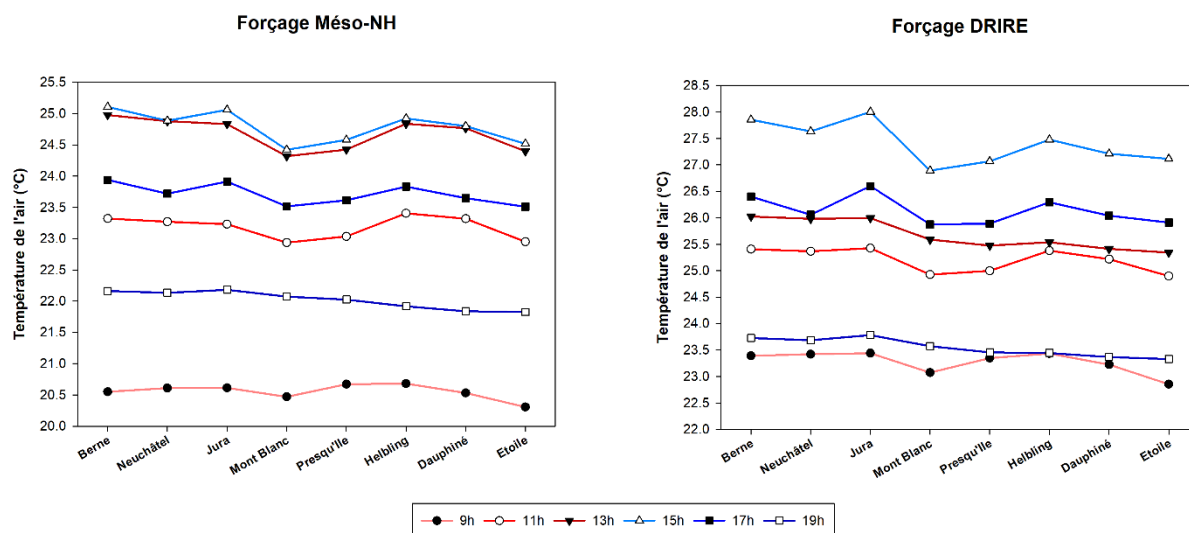 Forçage Méso-NH
Température de l'air (°C)
25.5
25.0
24.5
24.0
23.5
23.0
22.5
22.0
21.5
21.0
20.5
20.0
Berne
Neuchâtel
Jura
Mont Blanc
Presqu'Ile
Helbling
Dauphiné
Etoile
Forçage DRIRE
Température de l'air (°C)
28.5
28.0
27.5
27.0
26.5
26.0
25.5
25.0
24.5
24.0
23.5
23.0
22.5
22.0
Berne
Neuchâtel
Jura
Mont Blanc
Presqu'Ile
Helbling
Dauphiné
Etoile
9h 11h 13h 15h 17h 19h